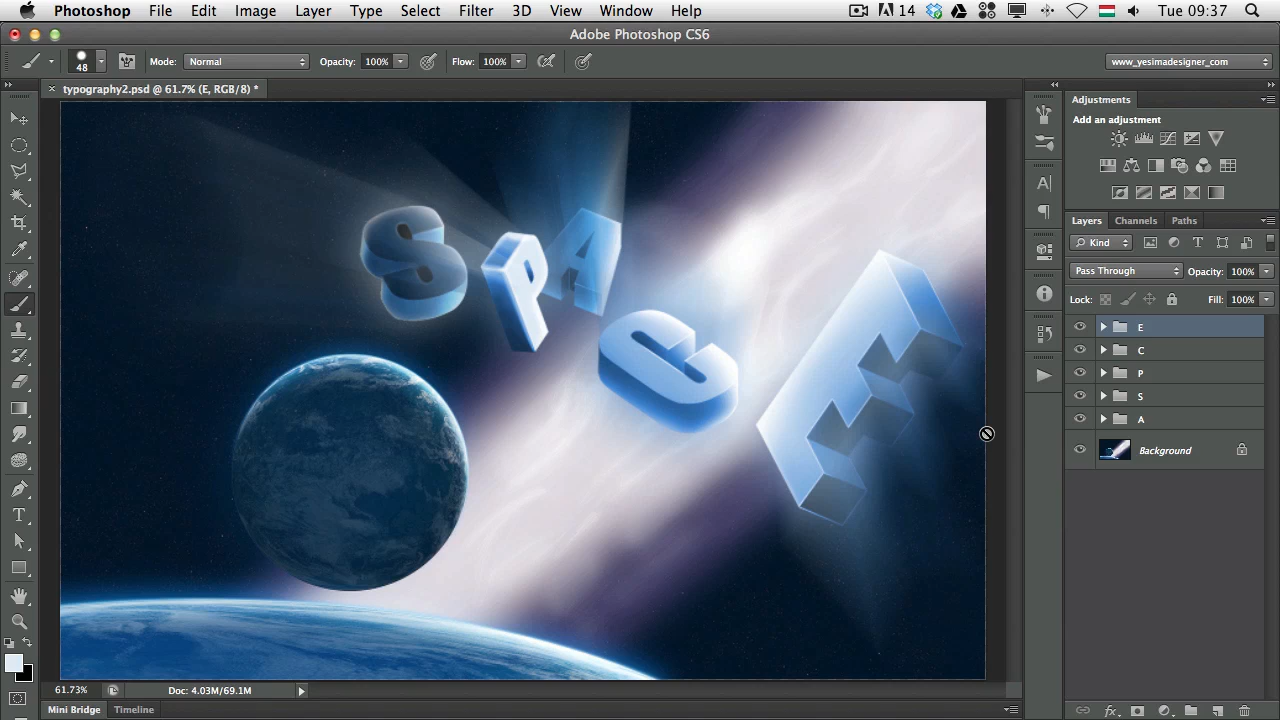 Photoshop File Edit Image Layer Type Select Filter 3D View Window Help 14 Tue 09:37
Adobe Photoshop CS6
48 Mode: Normal Opacity: 100% Flow: 100% www_yesimadesigner_com
typography2.psd @ 61.7% (E, RGB/8) *
Adjustments
Add an adjustment
Layers Channels Paths
Kind
Pass Through Opacity: 100%
Lock: Fill: 100%
E
C
P
S
A
Background
SPACE
61.73% Doc: 4.03M/69.1M
Mini Bridge Timeline